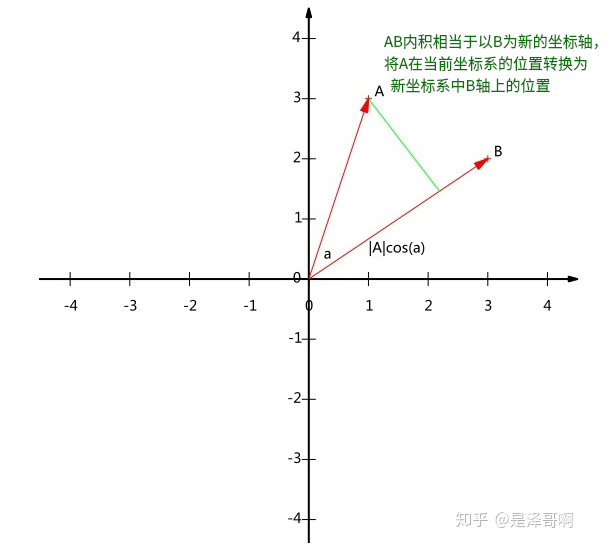 4
AB内积相当于以B为新的坐标轴，
将A在当前坐标系的位置转换为
新坐标系中B轴上的位置
3
A
2
B
1
a
|A|cos(a)
0
-4 -3 -2 -1 0 1 2 3 4
-1
-2
-3
-4
知乎 @是泽哥啊